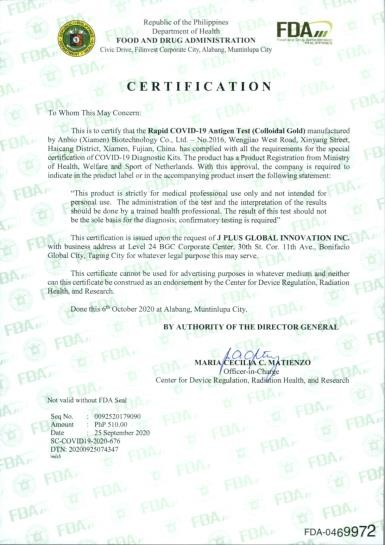 Republic of the Philippines
Department of Health
FOOD AND DRUG ADMINISTRATION
Civic Drive, Filinvest Corporate City, Alabang, Muntinlupa City
FDA
CERTIFICATION
To Whom This May Concern:
This is to certify that the Rapid COVID-19 Antigen Test (Colloidal Gold) manufactured
by Anbio (Xiamen) Biotechnology Co., Ltd. – No.2016, Wengjiao West Road, Xinyang Street,
Haicang District, Xiamen, Fujian, China. has complied with all the requirements for the special
certification of COVID-19 Diagnostic Kits. The product has a Product Registration from Ministry
of Health, Welfare and Sport of Netherlands. With this approval, the company is required to
indicate in the product label or in the accompanying product insert the following statement:
"This product is strictly for medical professional use only and not intended for
personal use. The administration of the test and the interpretation of the results
should be done by a trained health professional. The result of this test should not
be the sole basis for the diagnosis; confirmatory testing is required"
This certification is issued upon the request of J PLUS GLOBAL INNOVATION INC.
with business address at Level 24 BGC Corporate Center, 30th St. Cor. 11th Ave., Bonifacio
Global City, Taguig City for whatever legal purpose this may serve.
This certificate cannot be used for advertising purposes in whatever medium and neither
can this certificate be construed as an endorsement by the Center for Device Regulation, Radiation
Health, and Research.
Done this 6th October 2020 at Alabang, Muntinlupa City.
BY AUTHORITY OF THE DIRECTOR GENERAL
MARIA CECILIA C. MATIENZO
Officer-in-Charge
Center for Device Regulation, Radiation Health, and Research
Not valid without FDA Seal
Seq No. : 0092520179090
Amount : PhP 510.00
Date : 25 September 2020
SC-COVID19-2020-676
DTN: 20200925074347
FDA-0469972